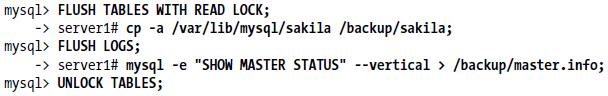 mysql> FLUSH TABLES WITH READ LOCK;
-> server1# cp -a /var/lib/mysql/sakila /backup/sakila;
mysql> FLUSH LOGS;
-> server1# mysql -e "SHOW MASTER STATUS" --vertical > /backup/master.info;
mysql> UNLOCK TABLES;